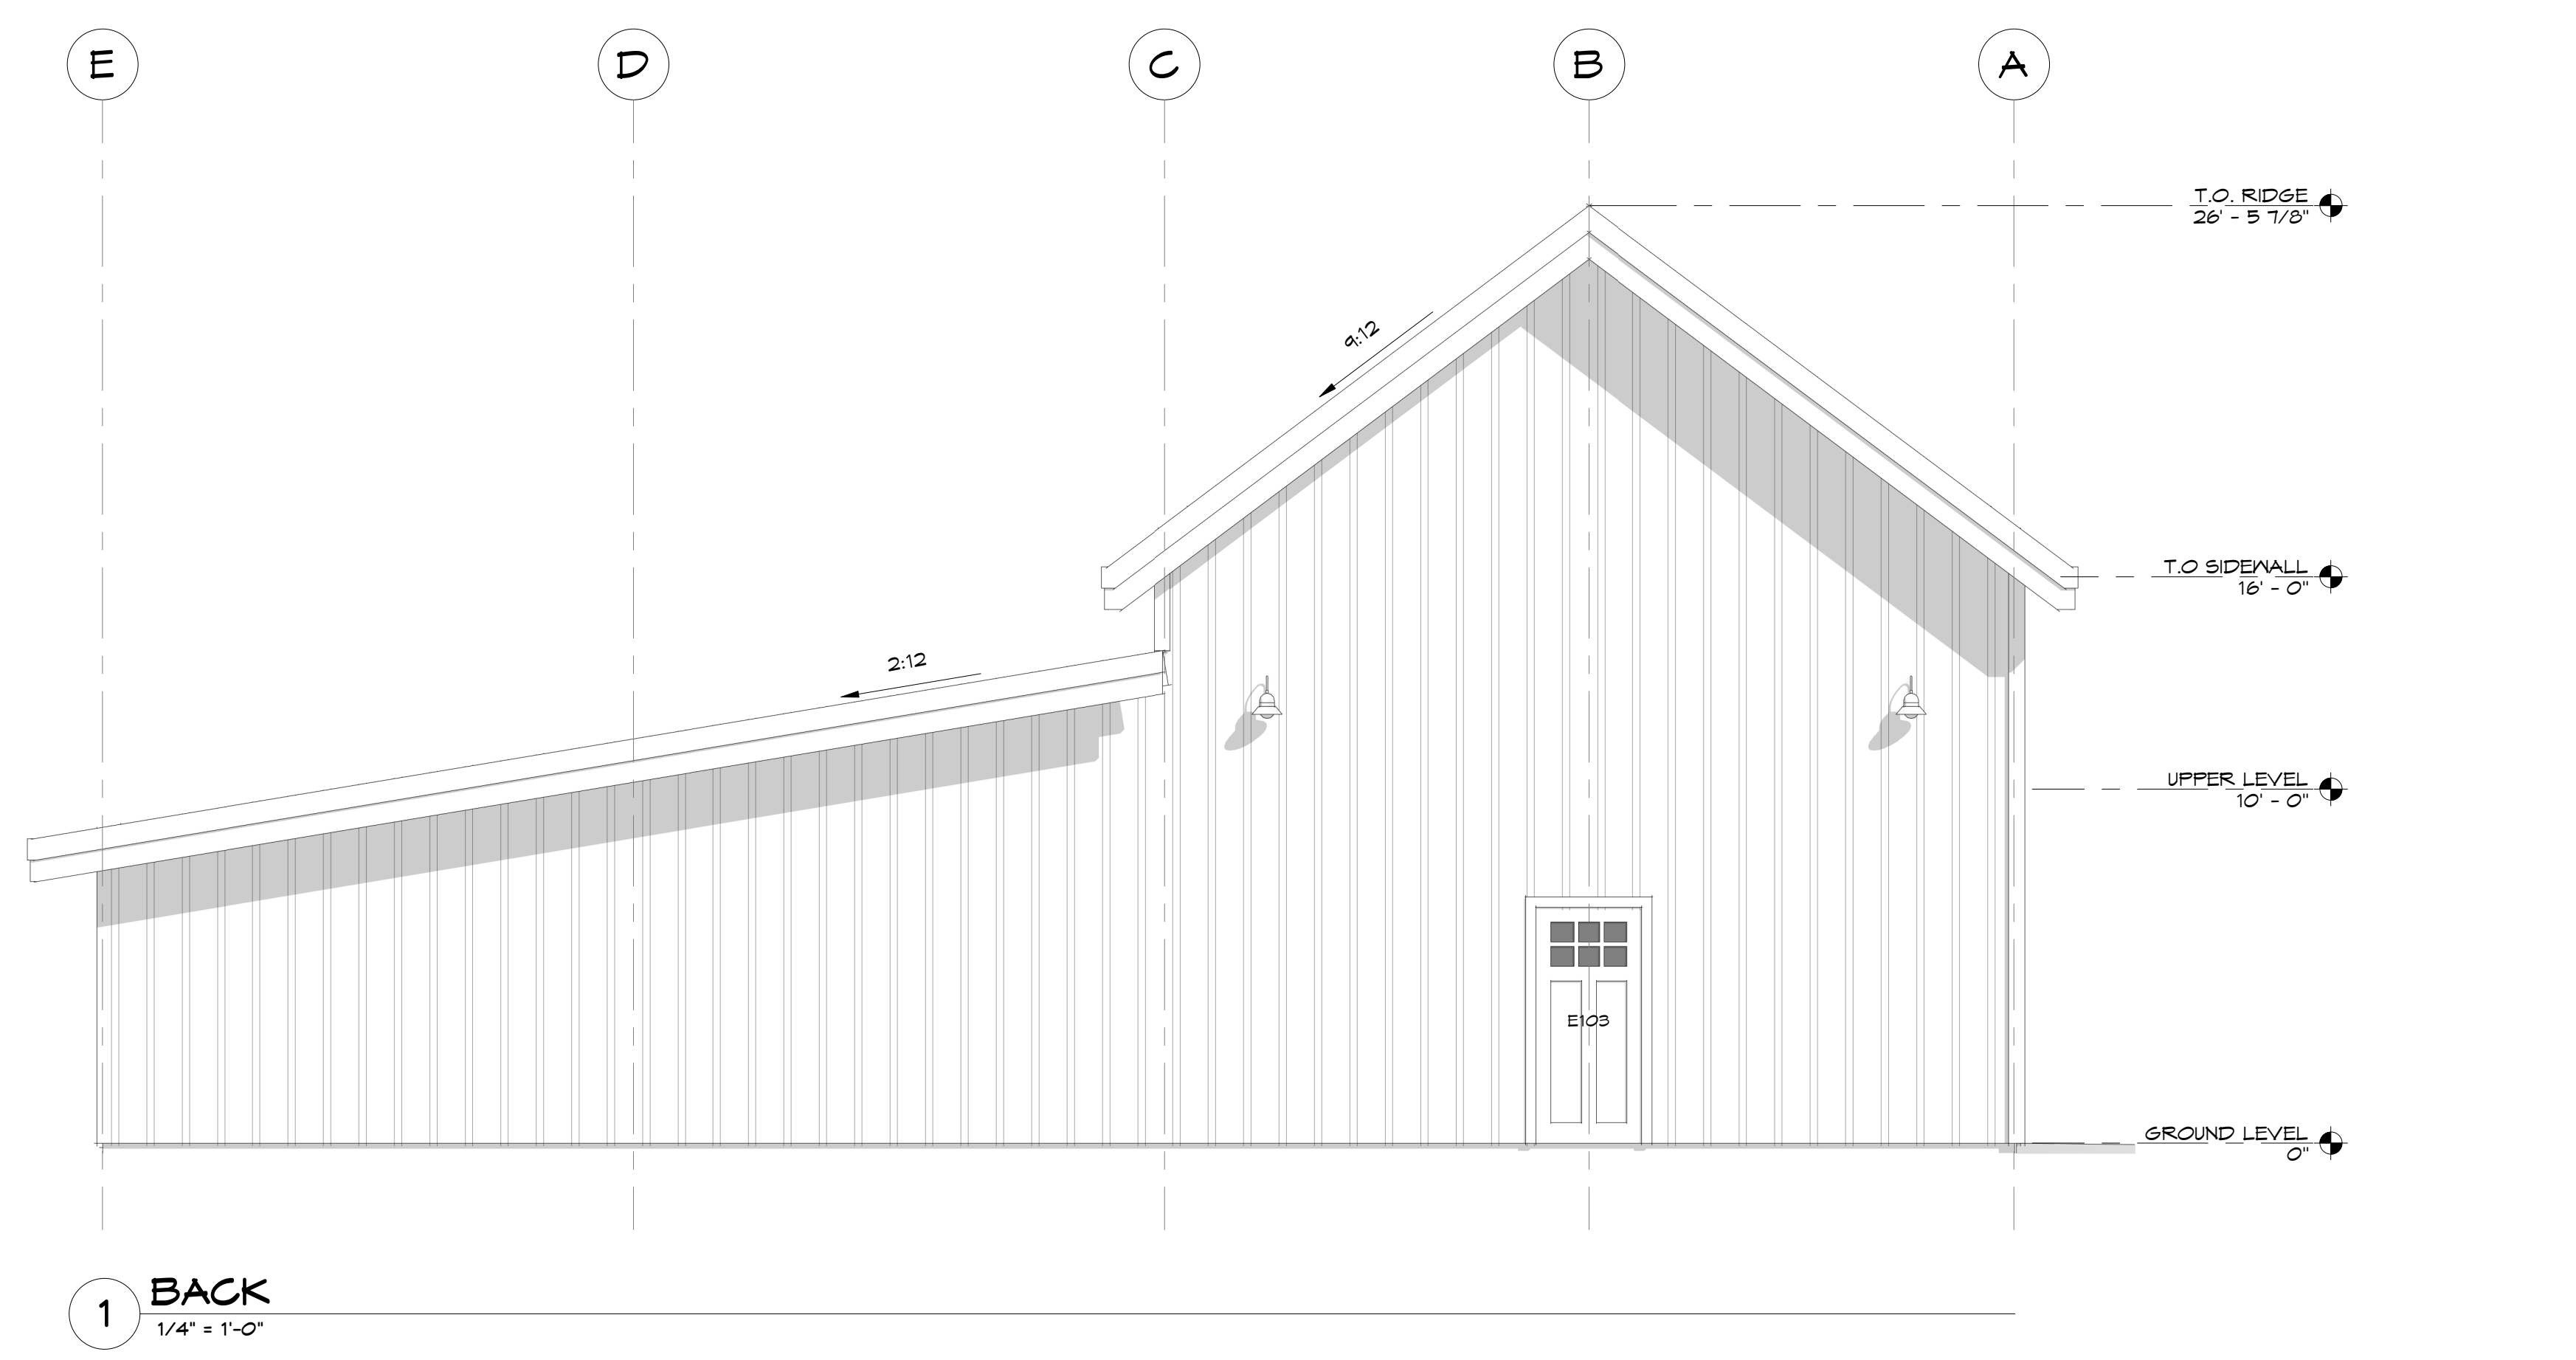 E
D
C
B
A
T.O. RIDGE
26' - 5 7/8"
9:12
T.O SIDEWALL
16' - 0"
2:12
UPPER LEVEL
10' - 0"
E103
GROUND LEVEL
0"
1
BACK
1/4" = 1'-0"